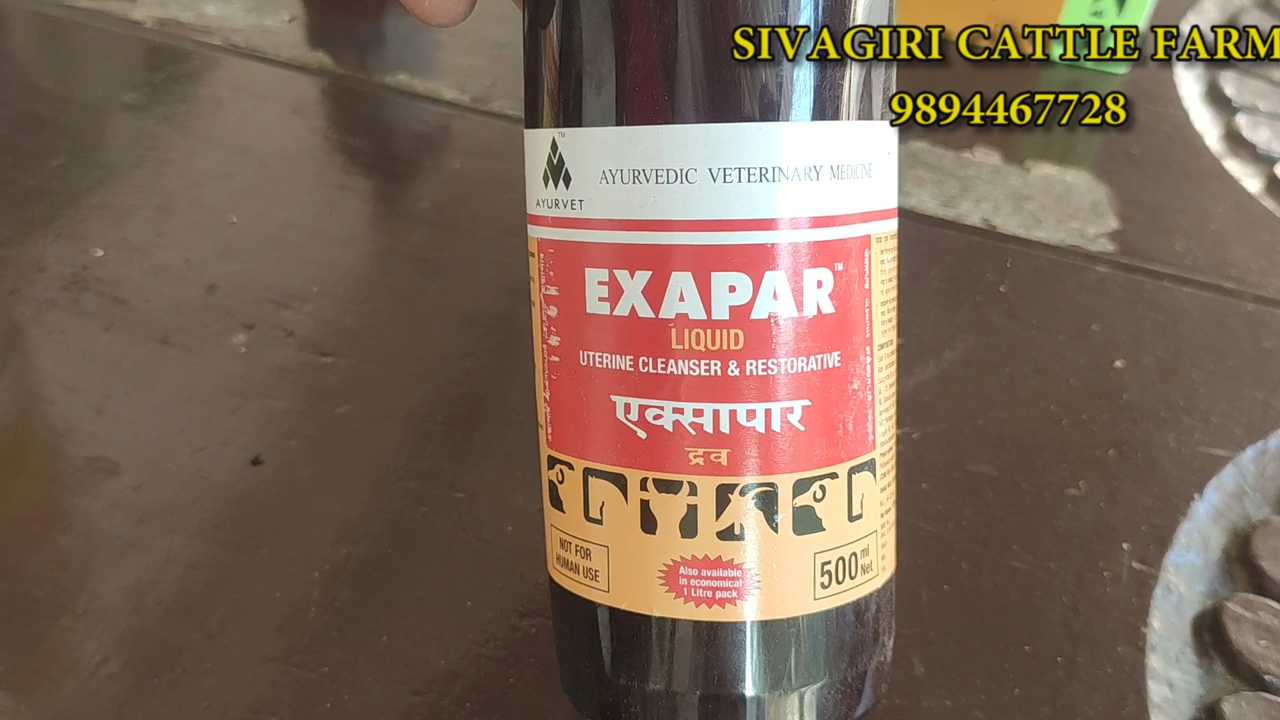 SIVAGIRI CATTLE FARM
9894467728
AYURVET
AYURVEDIC VETERINARY MEDICINE
EXAPAR™
LIQUID
UTERINE CLEANSER & RESTORATIVE
एक्सापार
द्रव
NOT FOR
HUMAN USE
Also available
in economical
1 Litre pack
500 ml
Net